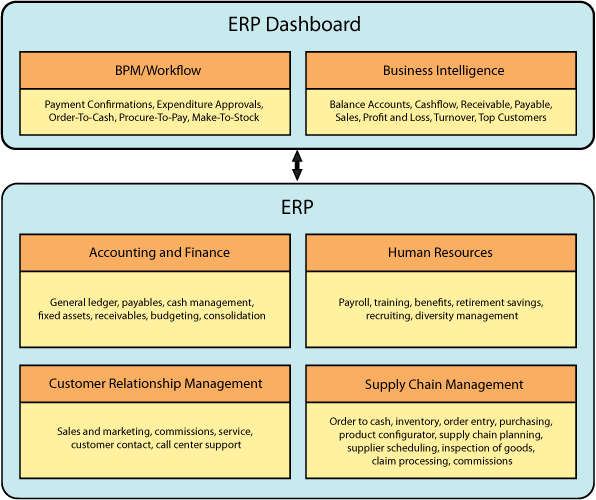 ERP Dashboard
BPM/Workflow
Payment Confirmations, Expenditure Approvals,
Order-To-Cash, Procure-To-Pay, Make-To-Stock
Business Intelligence
Balance Accounts, Cashflow, Receivable, Payable,
Sales, Profit and Loss, Turnover, Top Customers
ERP
Accounting and Finance
General ledger, payables, cash management,
fixed assets, receivables, budgeting, consolidation
Human Resources
Payroll, training, benefits, retirement savings,
recruiting, diversity management
Customer Relationship Management
Sales and marketing, commissions, service,
customer contact, call center support
Supply Chain Management
Order to cash, inventory, order entry, purchasing,
product configurator, supply chain planning,
supplier scheduling, inspection of goods,
claim processing, commissions